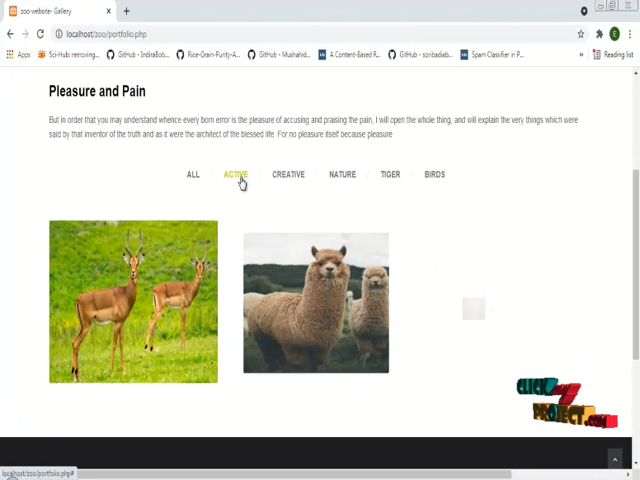 zoo website- Gallery
localhost/zoo/portfolio.php
Apps Sci-Hub: removing... GitHub - IndiraBob... Rice-Grain-Purity-A... GitHub - Mushahid... A Content-Based R... GitHub - soribadiab... Spam Classifier in P... » Reading list
Pleasure and Pain
But in order that you may understand whence every born error is the pleasure of accusing and praising the pain, I will open the whole thing, and will explain the very things which were
said by that inventor of the truth and as it were the architect of the blessed life. For no pleasure itself because pleasure
ALL / ACTIVE / CREATIVE / NATURE / TIGER / BIRDS
CLICK MY
PROJECT.COM
localhost/zoo/portfolio.php#